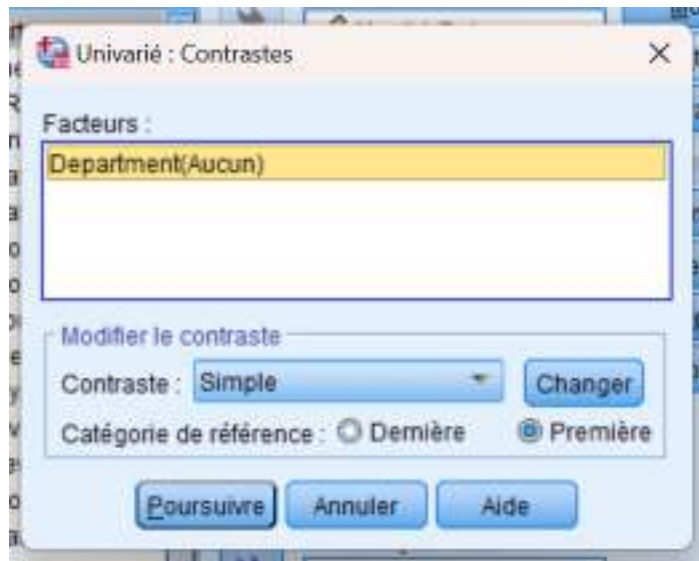 Univarié : Contrastes
Facteurs :
Department(Aucun)
Modifier le contraste
Contraste : Simple Changer
Catégorie de référence : Dernière Première
Poursuivre Annuler Aide